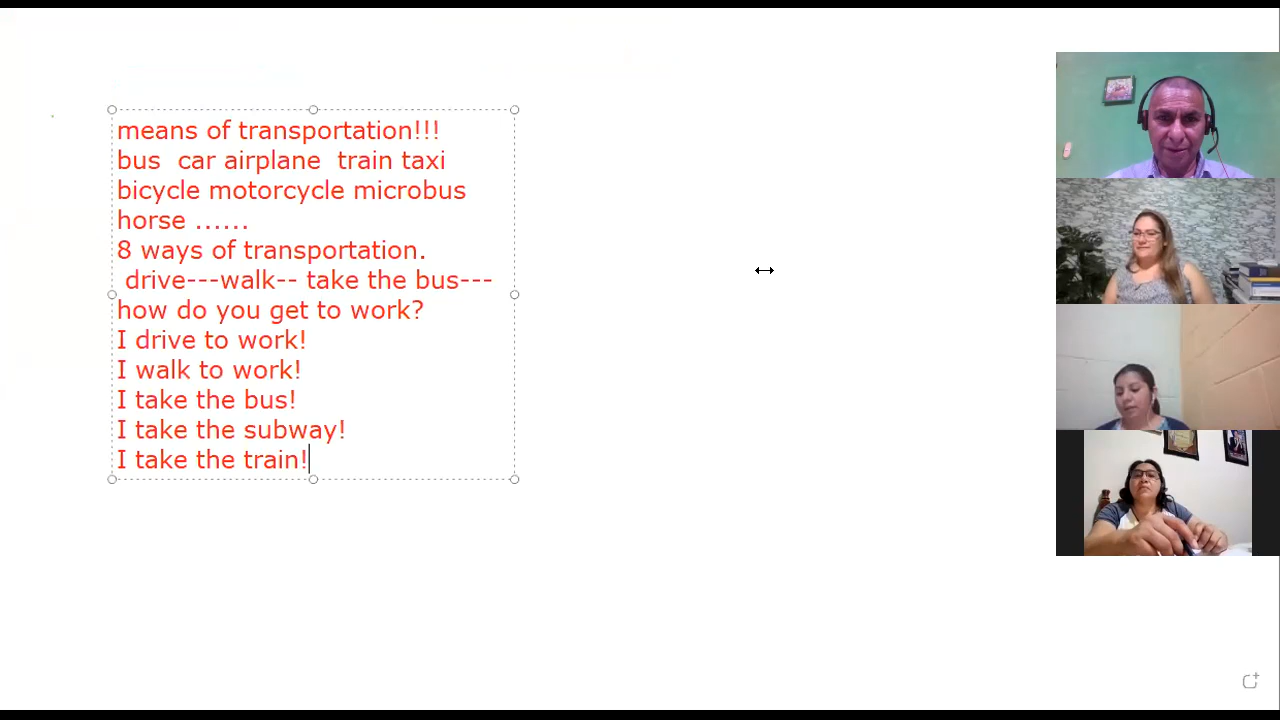 means of transportation!!!
bus  car airplane  train taxi
bicycle motorcycle microbus
horse ......
8 ways of transportation.
 drive---walk-- take the bus---
how do you get to work?
I drive to work!
I walk to work!
I take the bus!
I take the subway!
I take the train!